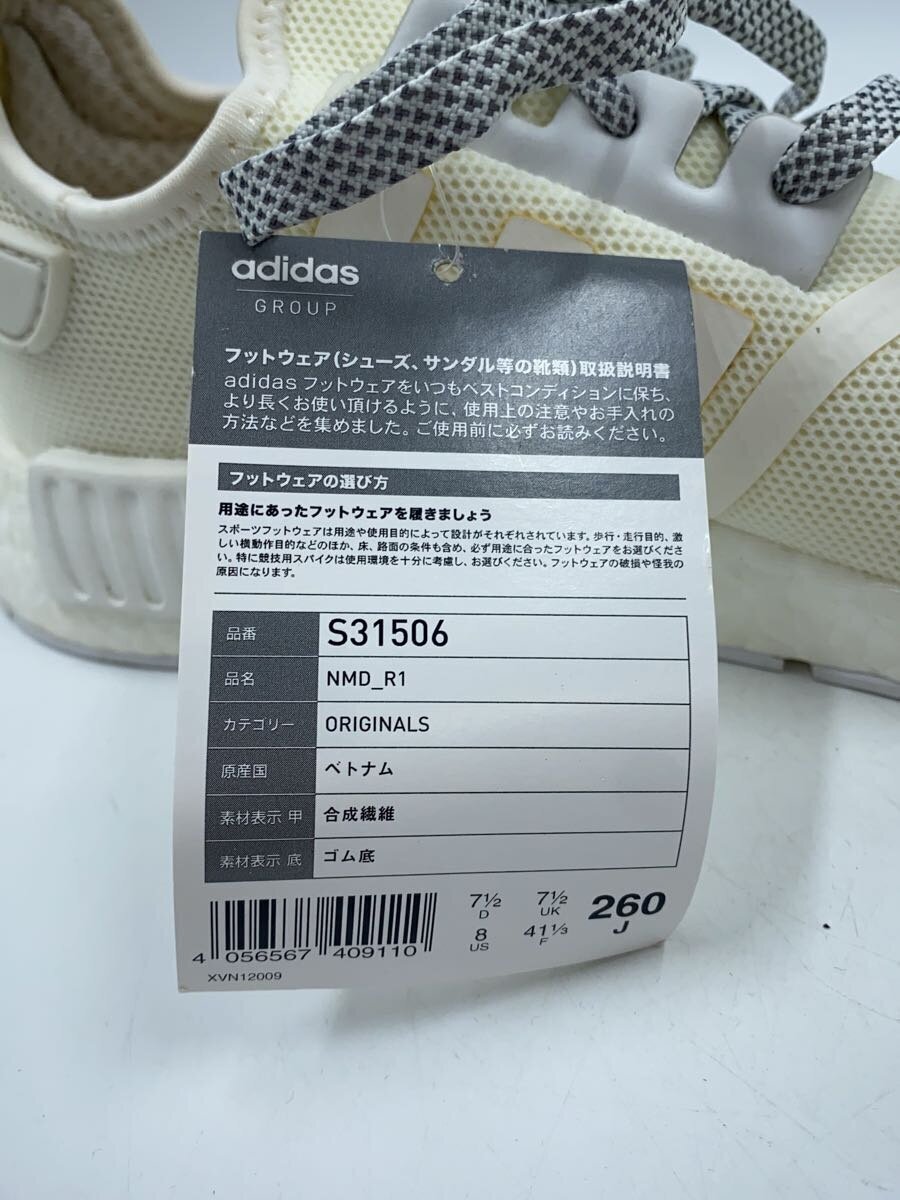 adidas
GROUP
フットウェア(シューズ、サンダル等の靴類)取扱説明書
adidas フットウェアをいつもベストコンディションに保ち、
より長くお使い頂けるように、使用上の注意やお手入れの
方法などを集めました。ご使用前に必ずお読みください。
フットウェアの選び方
用途にあったフットウェアを履きましょう
スポーツフットウェアは用途や使用目的によって設計がそれぞれされています。歩行・走行目的、激
しい横動作目的などのほか、床、路面の条件も含め、必ず用途に合ったフットウェアをお選びくださ
い。特に競技用スパイクは使用環境を十分に考慮し、お選びください。フットウェアの破損や怪我の
原因になります。
品番 S31506
品名 NMD_R1
カテゴリー ORIGINALS
原産国 ベトナム
素材表示 甲 合成繊維
素材表示 底 ゴム底
7½ 7½ 260
D UK J
8 41⅓
US F
4 056567 409110
XVN12009